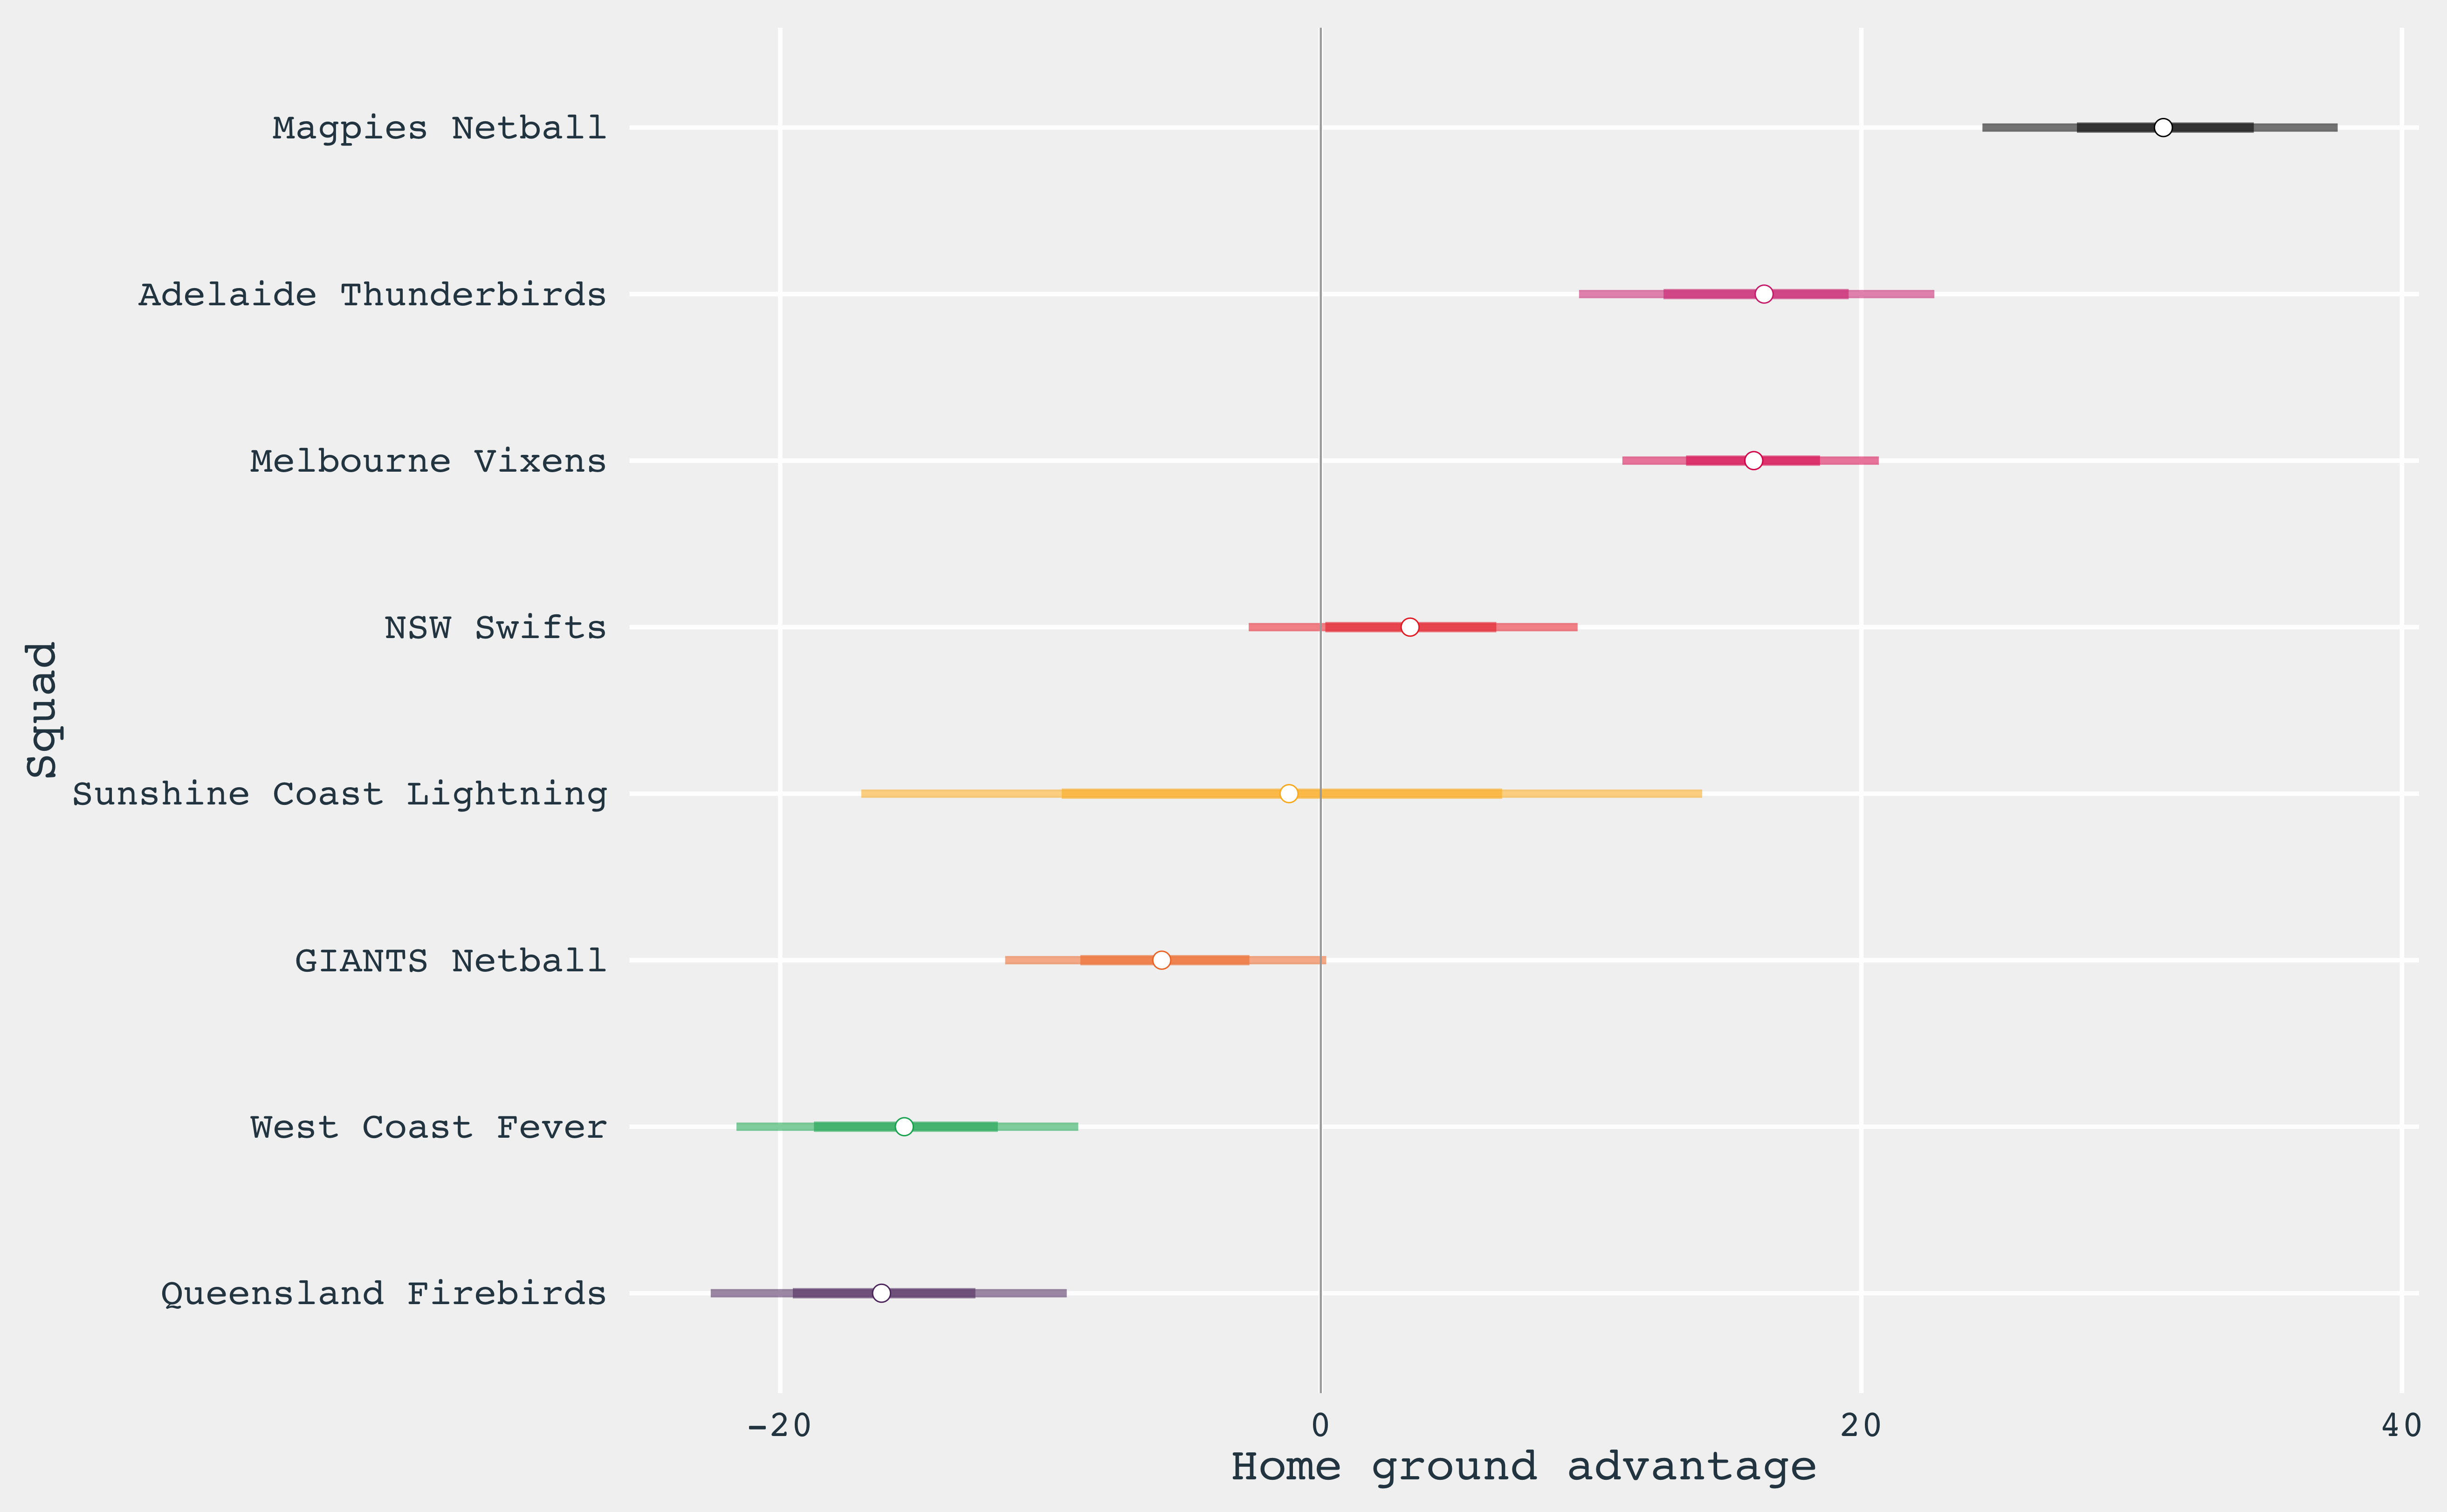 Magpies Netball
Adelaide Thunderbirds
Melbourne Vixens
NSW Swifts
Sunshine Coast Lightning
GIANTS Netball
West Coast Fever
Queensland Firebirds
Squad
-20 0 20 40
Home ground advantage